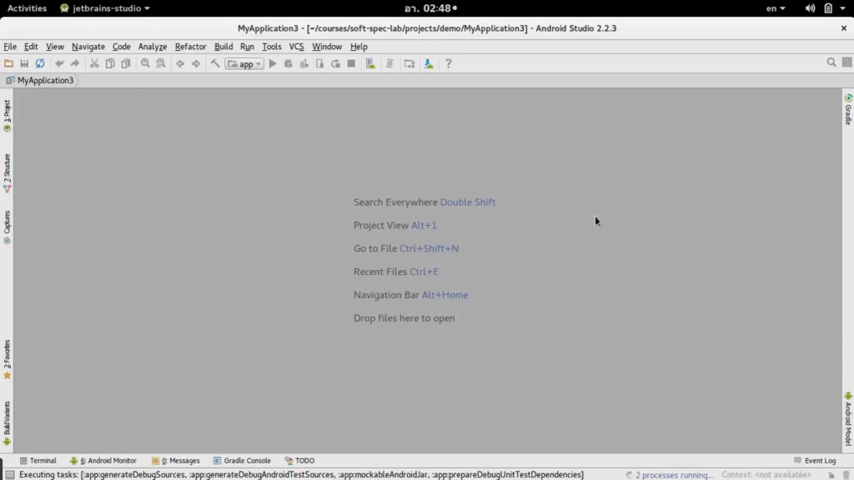 Activities jetbrains-studio อา. 02:48 en
MyApplication3 - [~/courses/soft-spec-lab/projects/demo/MyApplication3] - Android Studio 2.2.3
File Edit View Navigate Code Analyze Refactor Build Run Tools VCS Window Help
app
MyApplication3
1: Project
Gradle
7: Structure
Captures
Search Everywhere Double Shift
Project View Alt+1
Go to File Ctrl+Shift+N
Recent Files Ctrl+E
Navigation Bar Alt+Home
Drop files here to open
2: Favorites
Build Variants
Android Model
Terminal 6: Android Monitor 0: Messages Gradle Console TODO Event Log
Executing tasks: [:app:generateDebugSources, :app:generateDebugAndroidTestSources, :app:mockableAndroidJar, :app:prepareDebugUnitTestDependencies] 2 processes running... Context: <not available>